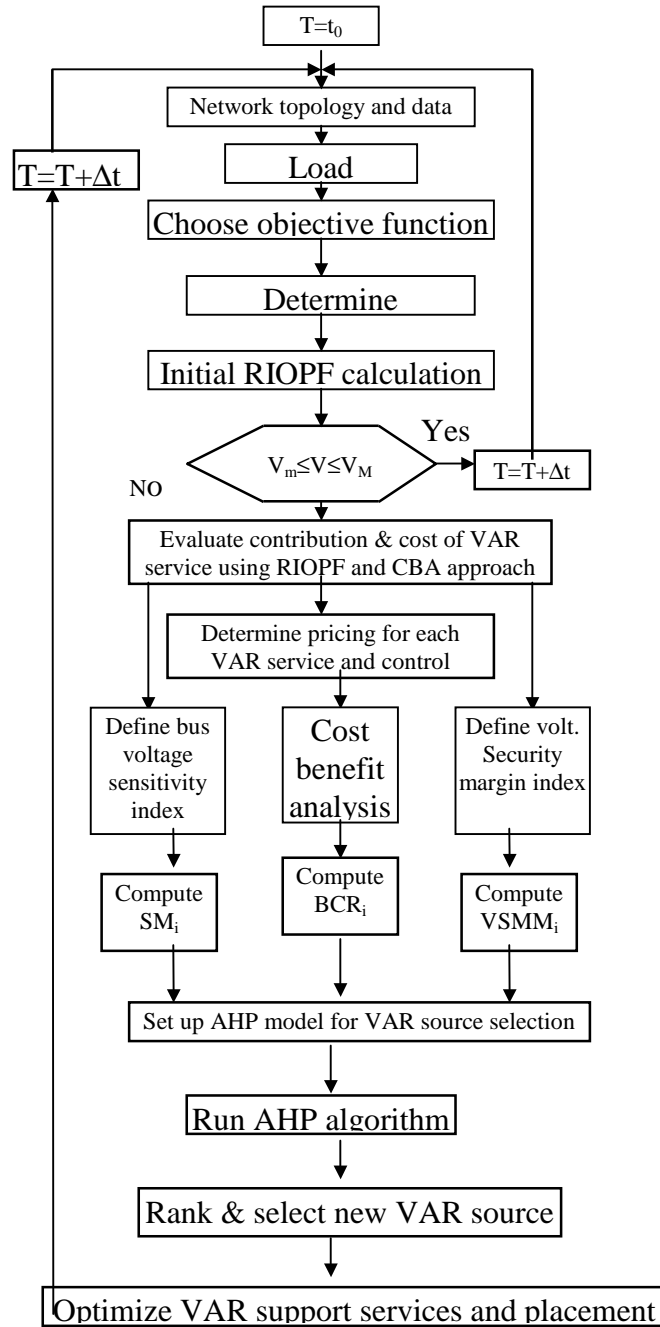 T=t₀
Network topology and data
T=T+Δt
Load
Choose objective function
Determine
Initial RIOPF calculation
Yes
Vₘ≤V≤V_M
T=T+Δt
NO
Evaluate contribution & cost of VAR
service using RIOPF and CBA approach
Determine pricing for each
VAR service and control
Define bus
voltage
sensitivity
index
Cost
benefit
analysis
Define volt.
Security
margin index
Compute
SMᵢ
Compute
BCRᵢ
Compute
VSMMᵢ
Set up AHP model for VAR source selection
Run AHP algorithm
Rank & select new VAR source
Optimize VAR support services and placement